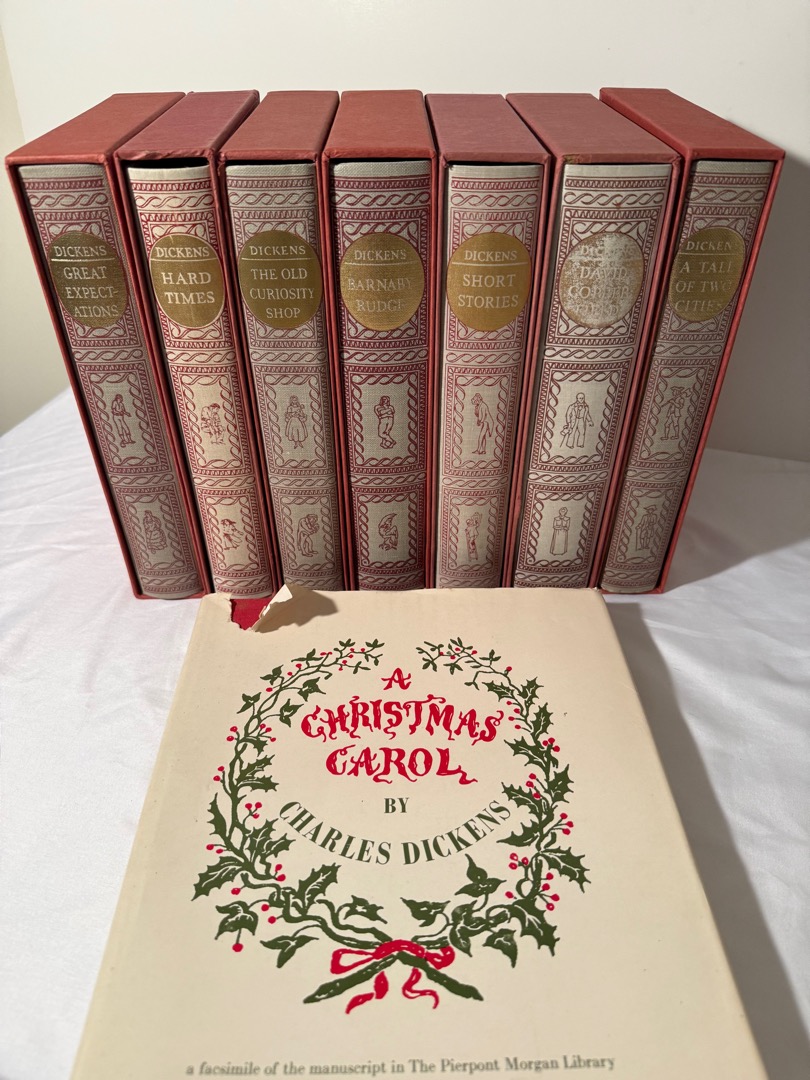 DICKENS
GREAT
EXPECT-
ATIONS
DICKENS
HARD
TIMES
DICKENS
THE OLD
CURIOSITY
SHOP
DICKENS
BARNABY
RUDGE
DICKENS
SHORT
STORIES
DAVID
DICKEN
A TALE
OF TWO
CITIES
A
CHRISTMAS
CAROL
BY
CHARLES DICKENS
a facsimile of the manuscript in The Pierpont Morgan Library